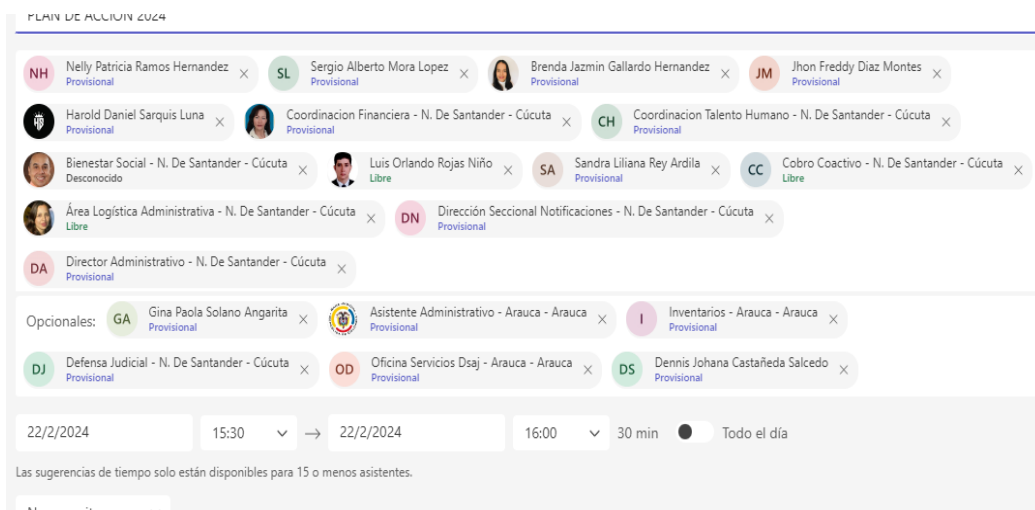 PLAN DE ACCIÓN 2024
NH Nelly Patricia Ramos Hernandez SL Sergio Alberto Mora Lopez Brenda Jazmin Gallardo Hernandez JM Jhon Freddy Diaz Montes
Provisional Provisional Provisional Provisional
Harold Daniel Sarquis Luna Coordinacion Financiera - N. De Santander - Cúcuta CH Coordinacion Talento Humano - N. De Santander - Cúcuta
Provisional Provisional Provisional
Bienestar Social - N. De Santander - Cúcuta Luis Orlando Rojas Niño SA Sandra Liliana Rey Ardila CC Cobro Coactivo - N. De Santander - Cúcuta
Desconocido Libre Provisional Libre
Área Logística Administrativa - N. De Santander - Cúcuta DN Dirección Seccional Notificaciones - N. De Santander - Cúcuta
Libre Provisional
DA Director Administrativo - N. De Santander - Cúcuta
Provisional
Opcionales: GA Gina Paola Solano Angarita Asistente Administrativo - Arauca - Arauca I Inventarios - Arauca - Arauca
Provisional Provisional Provisional
DJ Defensa Judicial - N. De Santander - Cúcuta OD Oficina Servicios Dsaj - Arauca - Arauca DS Dennis Johana Castañeda Salcedo
Provisional Provisional Provisional
22/2/2024 15:30 → 22/2/2024 16:00 30 min Todo el día
Las sugerencias de tiempo solo están disponibles para 15 o menos asistentes.